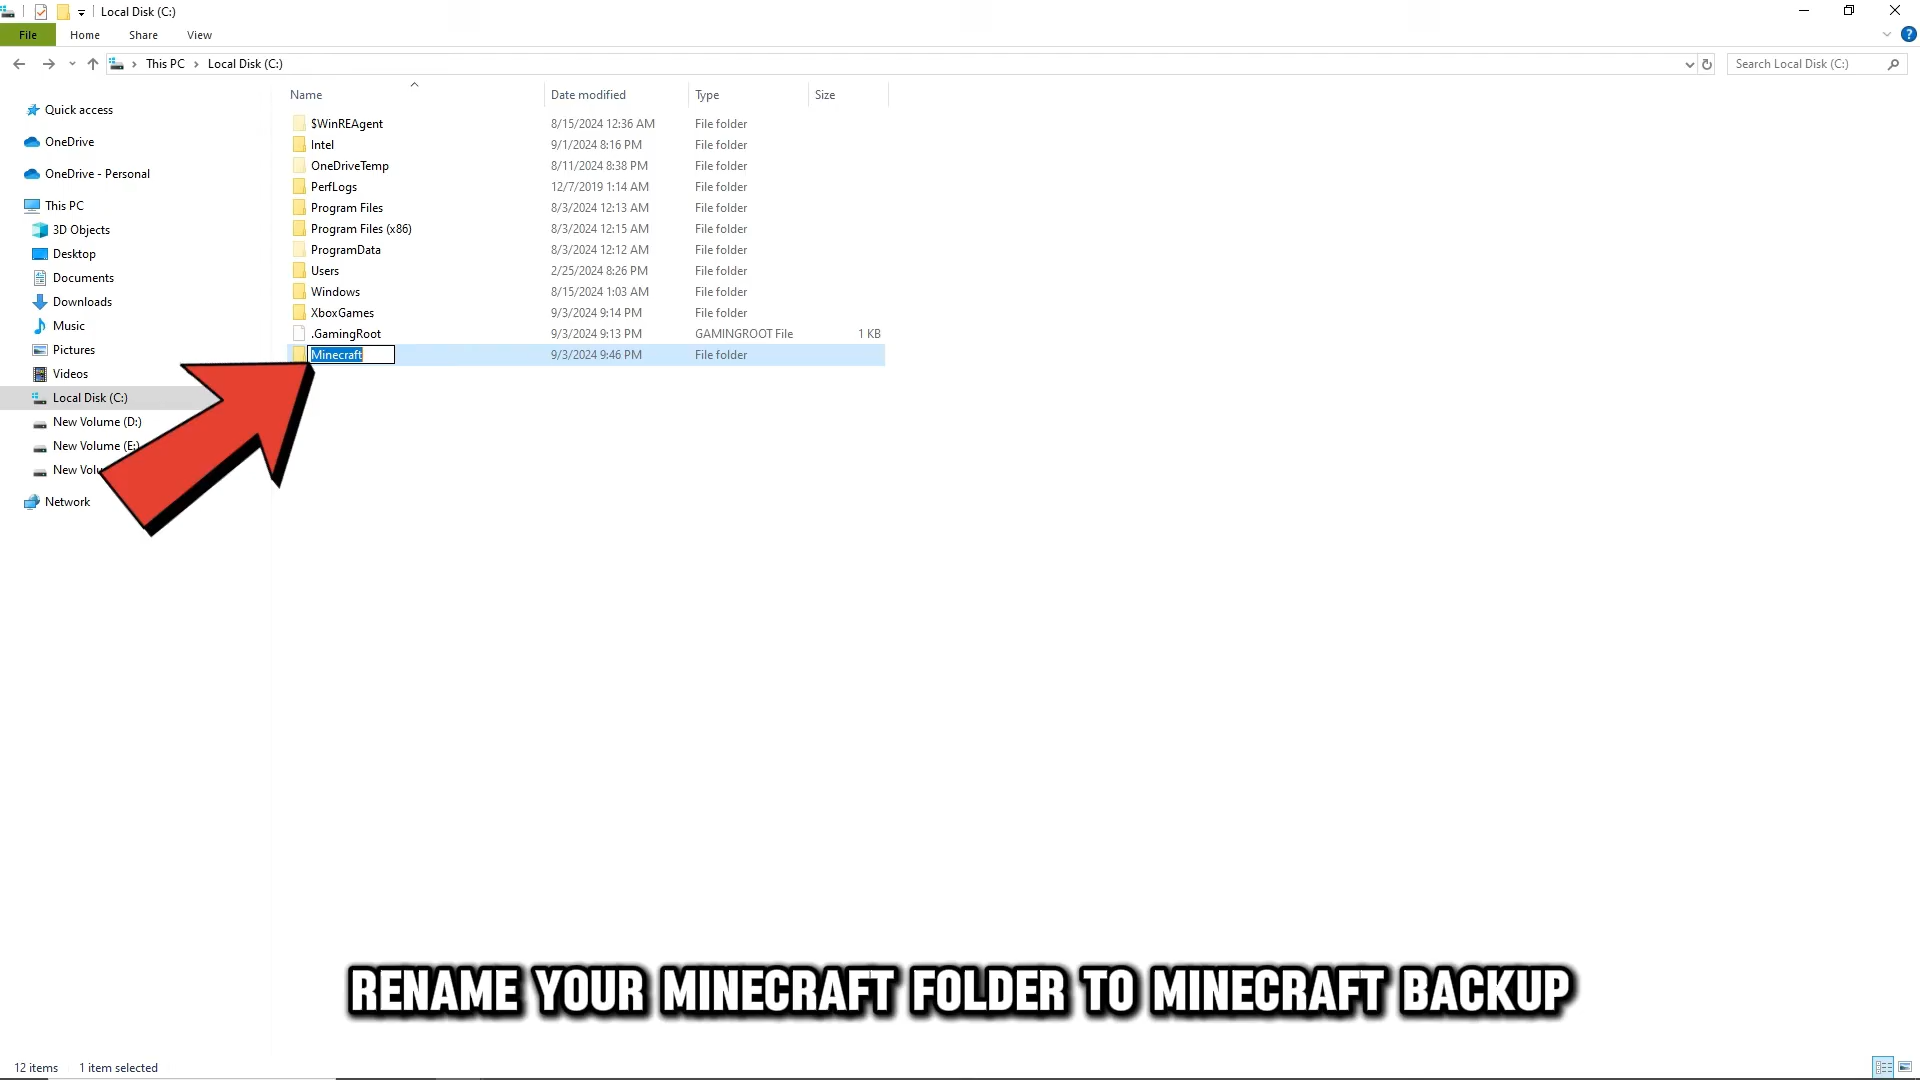 Local Disk (C:)
File Home Share View
This PC Local Disk (C:) Search Local Disk (C:)
Name Date modified Type Size
Quick access
OneDrive
OneDrive - Personal
This PC
3D Objects
Desktop
Documents
Downloads
Music
Pictures
Videos
Local Disk (C:)
New Volume (D:)
New Volume (E:)
New Volu
Network
$WinREAgent 8/15/2024 12:36 AM File folder
Intel 9/1/2024 8:16 PM File folder
OneDriveTemp 8/11/2024 8:38 PM File folder
PerfLogs 12/7/2019 1:14 AM File folder
Program Files 8/3/2024 12:13 AM File folder
Program Files (x86) 8/3/2024 12:15 AM File folder
ProgramData 8/3/2024 12:12 AM File folder
Users 2/25/2024 8:26 PM File folder
Windows 8/15/2024 1:03 AM File folder
XboxGames 9/3/2024 9:14 PM File folder
.GamingRoot 9/3/2024 9:13 PM GAMINGROOT File 1 KB
Minecraft 9/3/2024 9:46 PM File folder
RENAME YOUR MINECRAFT FOLDER TO MINECRAFT BACKUP
12 items 1 item selected